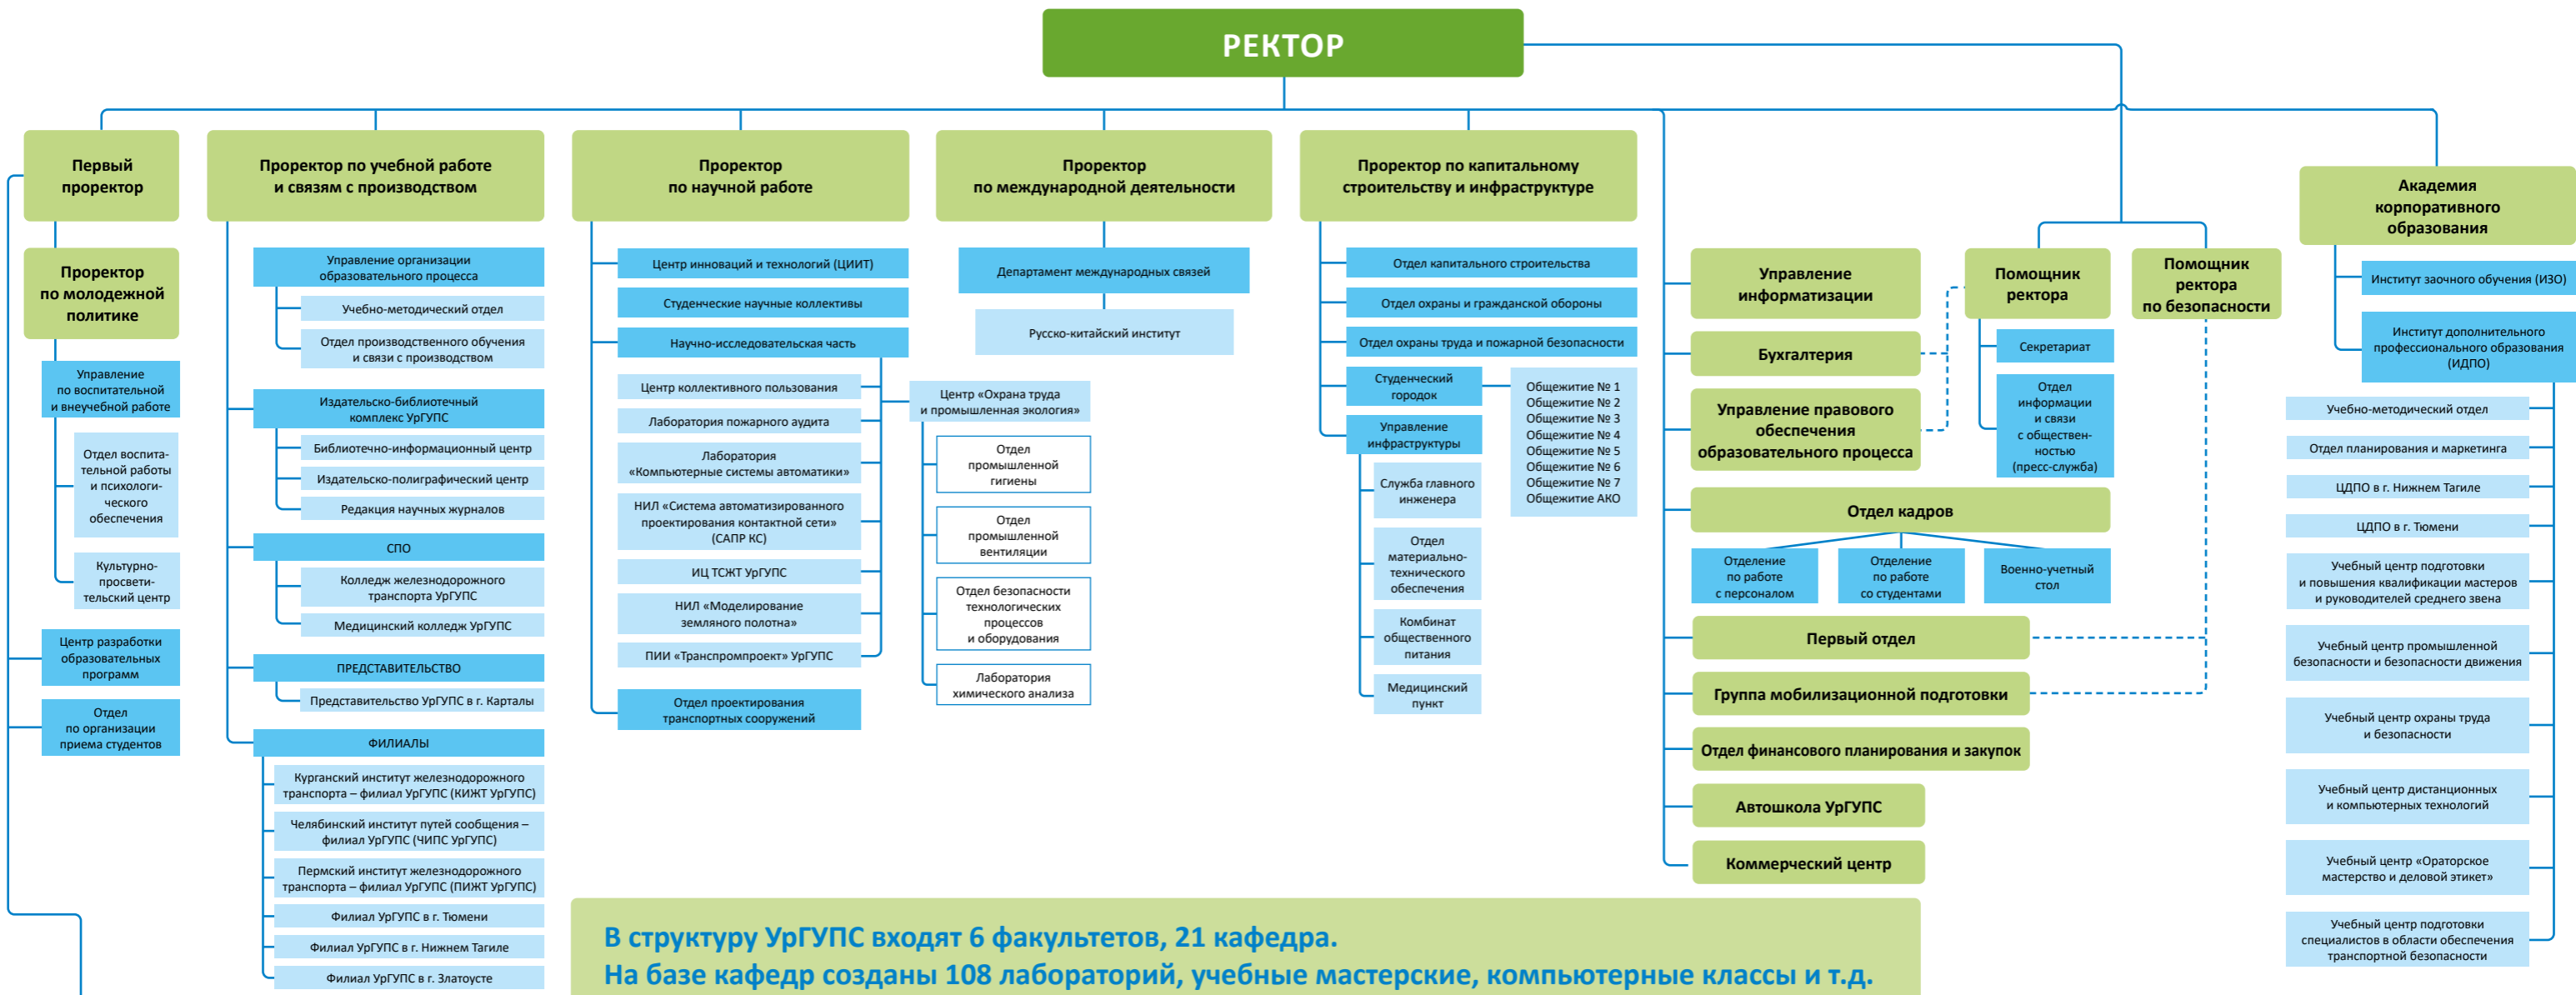 РЕКТОР
Первый
проректор
Проректор
по молодежной
политике
Управление
по воспитательной
и внеучебной работе
Отдел воспита-
тельной работы
и психологи-
ческого
обеспечения
Культурно-
просвети-
тельский центр
Центр разработки
образовательных
программ
Отдел
по организации
приема студентов
Проректор по учебной работе
и связям с производством
Управление организации
образовательного процесса
Учебно-методический отдел
Отдел производственного обучения
и связи с производством
Издательско-библиотечный
комплекс УрГУПС
Библиотечно-информационный центр
Издательско-полиграфический центр
Редакция научных журналов
СПО
Колледж железнодорожного
транспорта УрГУПС
Медицинский колледж УрГУПС
ПРЕДСТАВИТЕЛЬСТВО
Представительство УрГУПС в г. Карталы
ФИЛИАЛЫ
Курганский институт железнодорожного
транспорта – филиал УрГУПС (КИЖТ УрГУПС)
Челябинский институт путей сообщения –
филиал УрГУПС (ЧИПС УрГУПС)
Пермский институт железнодорожного
транспорта – филиал УрГУПС (ПИЖТ УрГУПС)
Филиал УрГУПС в г. Тюмени
Филиал УрГУПС в г. Нижнем Тагиле
Филиал УрГУПС в г. Златоусте
Проректор
по научной работе
Центр инноваций и технологий (ЦИИТ)
Студенческие научные коллективы
Научно-исследовательская часть
Центр коллективного пользования
Лаборатория пожарного аудита
Лаборатория
«Компьютерные системы автоматики»
НИЛ «Система автоматизированного
проектирования контактной сети»
(САПР КС)
ИЦ ТСЖТ УрГУПС
НИЛ «Моделирование
земляного полотна»
ПИИ «Транспромпроект» УрГУПС
Отдел проектирования
транспортных сооружений
Центр «Охрана труда
и промышленная экология»
Отдел
промышленной
гигиены
Отдел
промышленной
вентиляции
Отдел безопасности
технологических
процессов
и оборудования
Лаборатория
химического анализа
Проректор
по международной деятельности
Департамент международных связей
Русско-китайский институт
Проректор по капитальному
строительству и инфраструктуре
Отдел капитального строительства
Отдел охраны и гражданской обороны
Отдел охраны труда и пожарной безопасности
Студенческий
городок
Общежитие № 1
Общежитие № 2
Общежитие № 3
Общежитие № 4
Общежитие № 5
Общежитие № 6
Общежитие № 7
Общежитие АКО
Управление
инфраструктуры
Служба главного
инженера
Отдел
материально-
технического
обеспечения
Комбинат
общественного
питания
Медицинский
пункт
Управление
информатизации
Бухгалтерия
Управление правового
обеспечения
образовательного процесса
Отдел кадров
Отделение
по работе
с персоналом
Отделение
по работе
со студентами
Военно-учетный
стол
Первый отдел
Группа мобилизационной подготовки
Отдел финансового планирования и закупок
Автошкола УрГУПС
Коммерческий центр
Помощник
ректора
Секретариат
Отдел
информации
и связи
с обществен-
ностью
(пресс-служба)
Помощник
ректора
по безопасности
Академия
корпоративного
образования
Институт заочного обучения (ИЗО)
Институт дополнительного
профессионального образования
(ИДПО)
Учебно-методический отдел
Отдел планирования и маркетинга
ЦДПО в г. Нижнем Тагиле
ЦДПО в г. Тюмени
Учебный центр подготовки
и повышения квалификации мастеров
и руководителей среднего звена
Учебный центр промышленной
безопасности и безопасности движения
Учебный центр охраны труда
и безопасности
Учебный центр дистанционных
и компьютерных технологий
Учебный центр «Ораторское
мастерство и деловой этикет»
Учебный центр подготовки
специалистов в области обеспечения
транспортной безопасности
В структуру УрГУПС входят 6 факультетов, 21 кафедра.
На базе кафедр созданы 108 лабораторий, учебные мастерские, компьютерные классы и т.д.